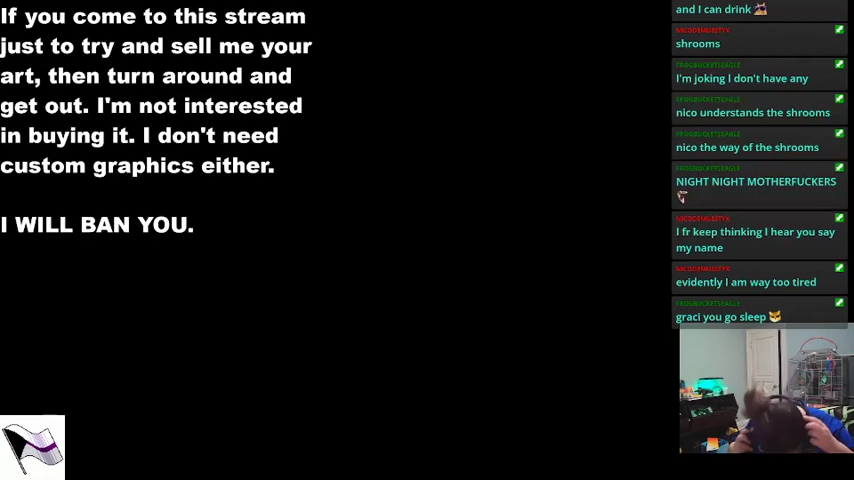 If you come to this stream
just to try and sell me your
art, then turn around and
get out. I'm not interested
in buying it. I don't need
custom graphics either.
I WILL BAN YOU.
and I can drink
shrooms
I'm joking I don't have any
nico understands the shrooms
nico the way of the shrooms
NIGHT NIGHT MOTHERFUCKERS
I fr keep thinking I hear you say
my name
evidently I am way too tired
graci you go sleep